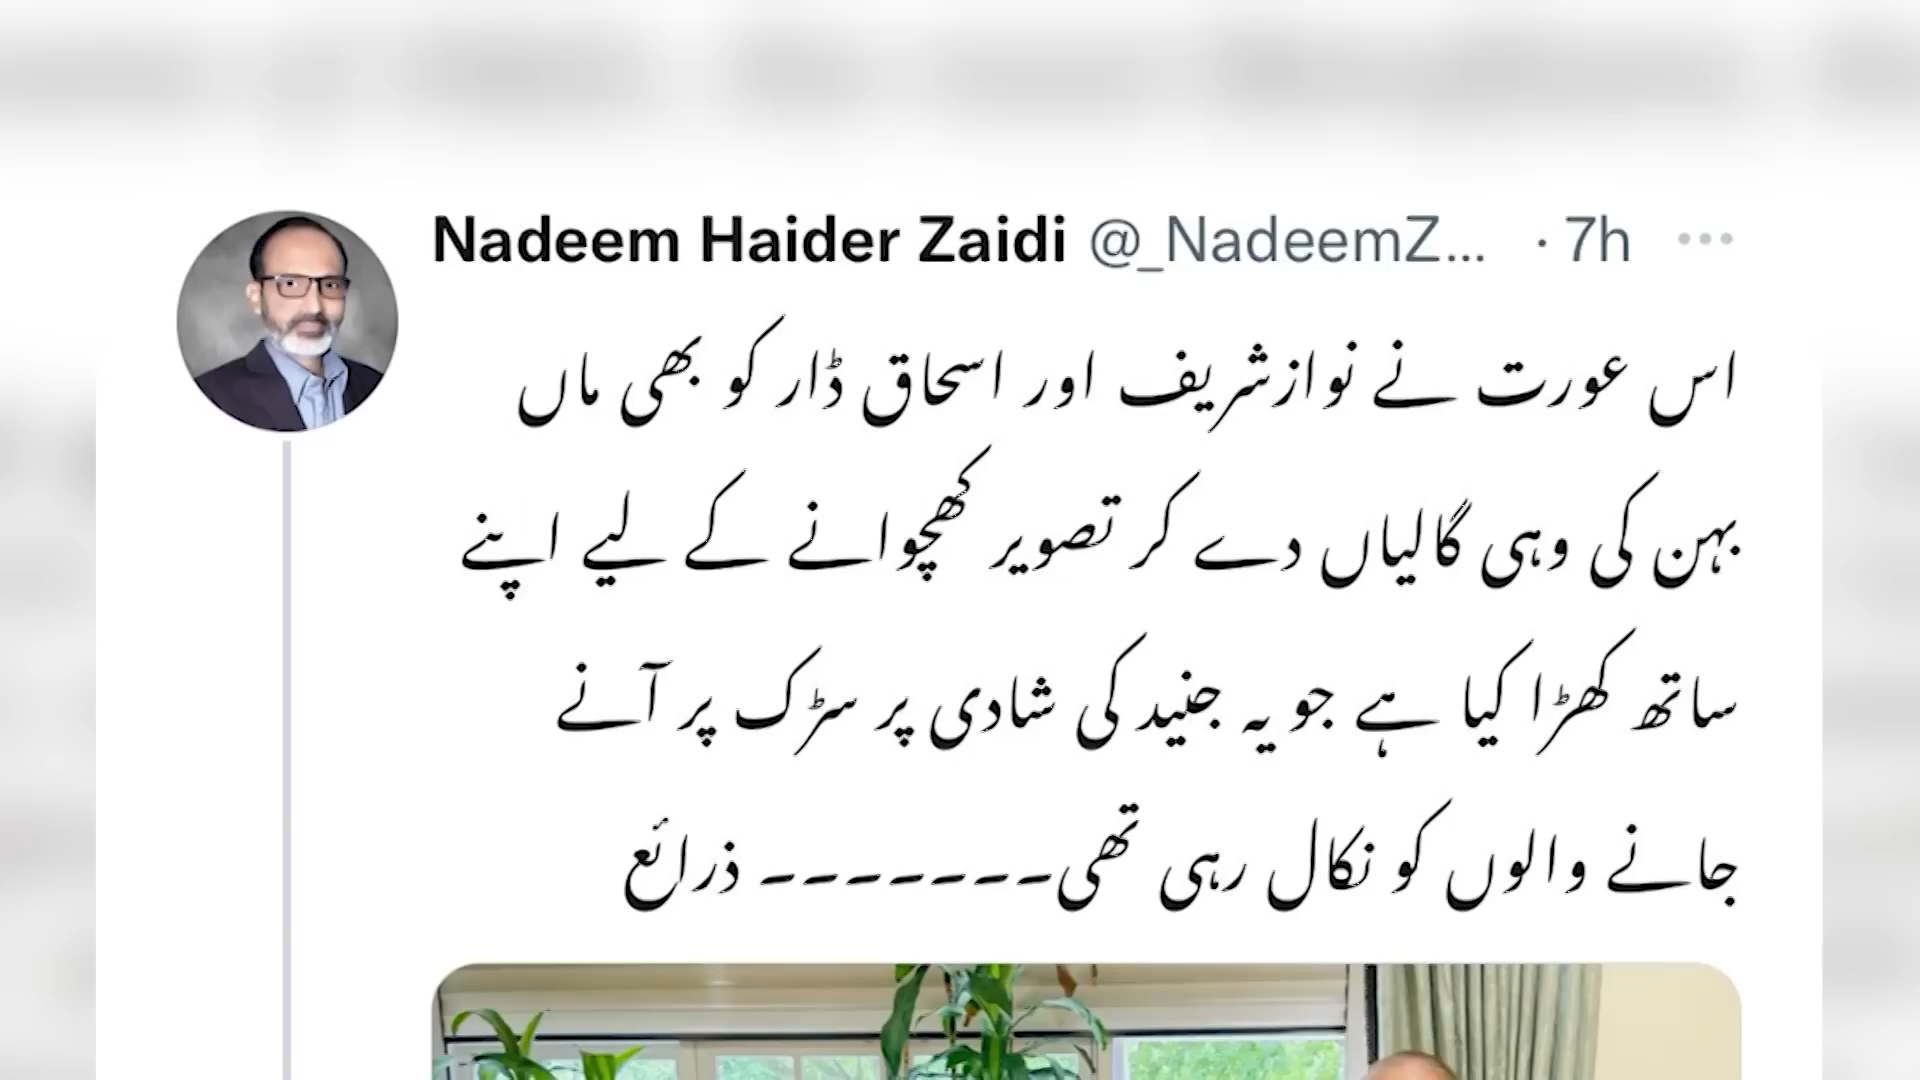 Nadeem Haider Zaidi @_NadeemZ... · 7h
اس عورت نے نوازشریف اور اسحاق ڈار کو بھی ماں
بہن کی وہی گالیاں دے کر تصویر کھچوانے کے لیے اپنے
ساتھ کھڑا کیا ہے جو یہ جنید کی شادی پر سڑک پر آنے
جانے والوں کو نکال رہی تھی۔۔۔۔۔۔۔ ذرائع